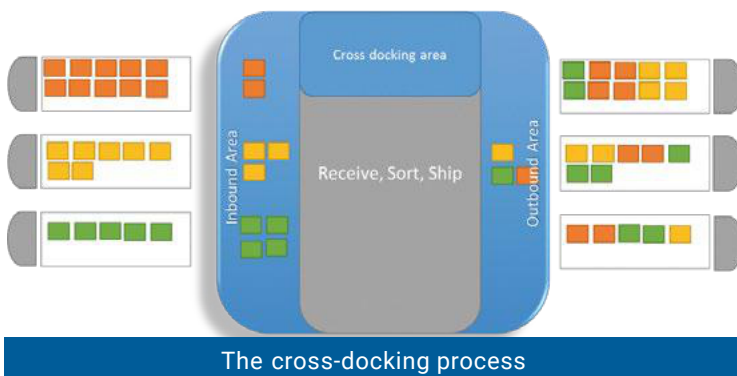 Cross docking area
Inbound Area
Receive, Sort, Ship
Outbound Area
The cross-docking process